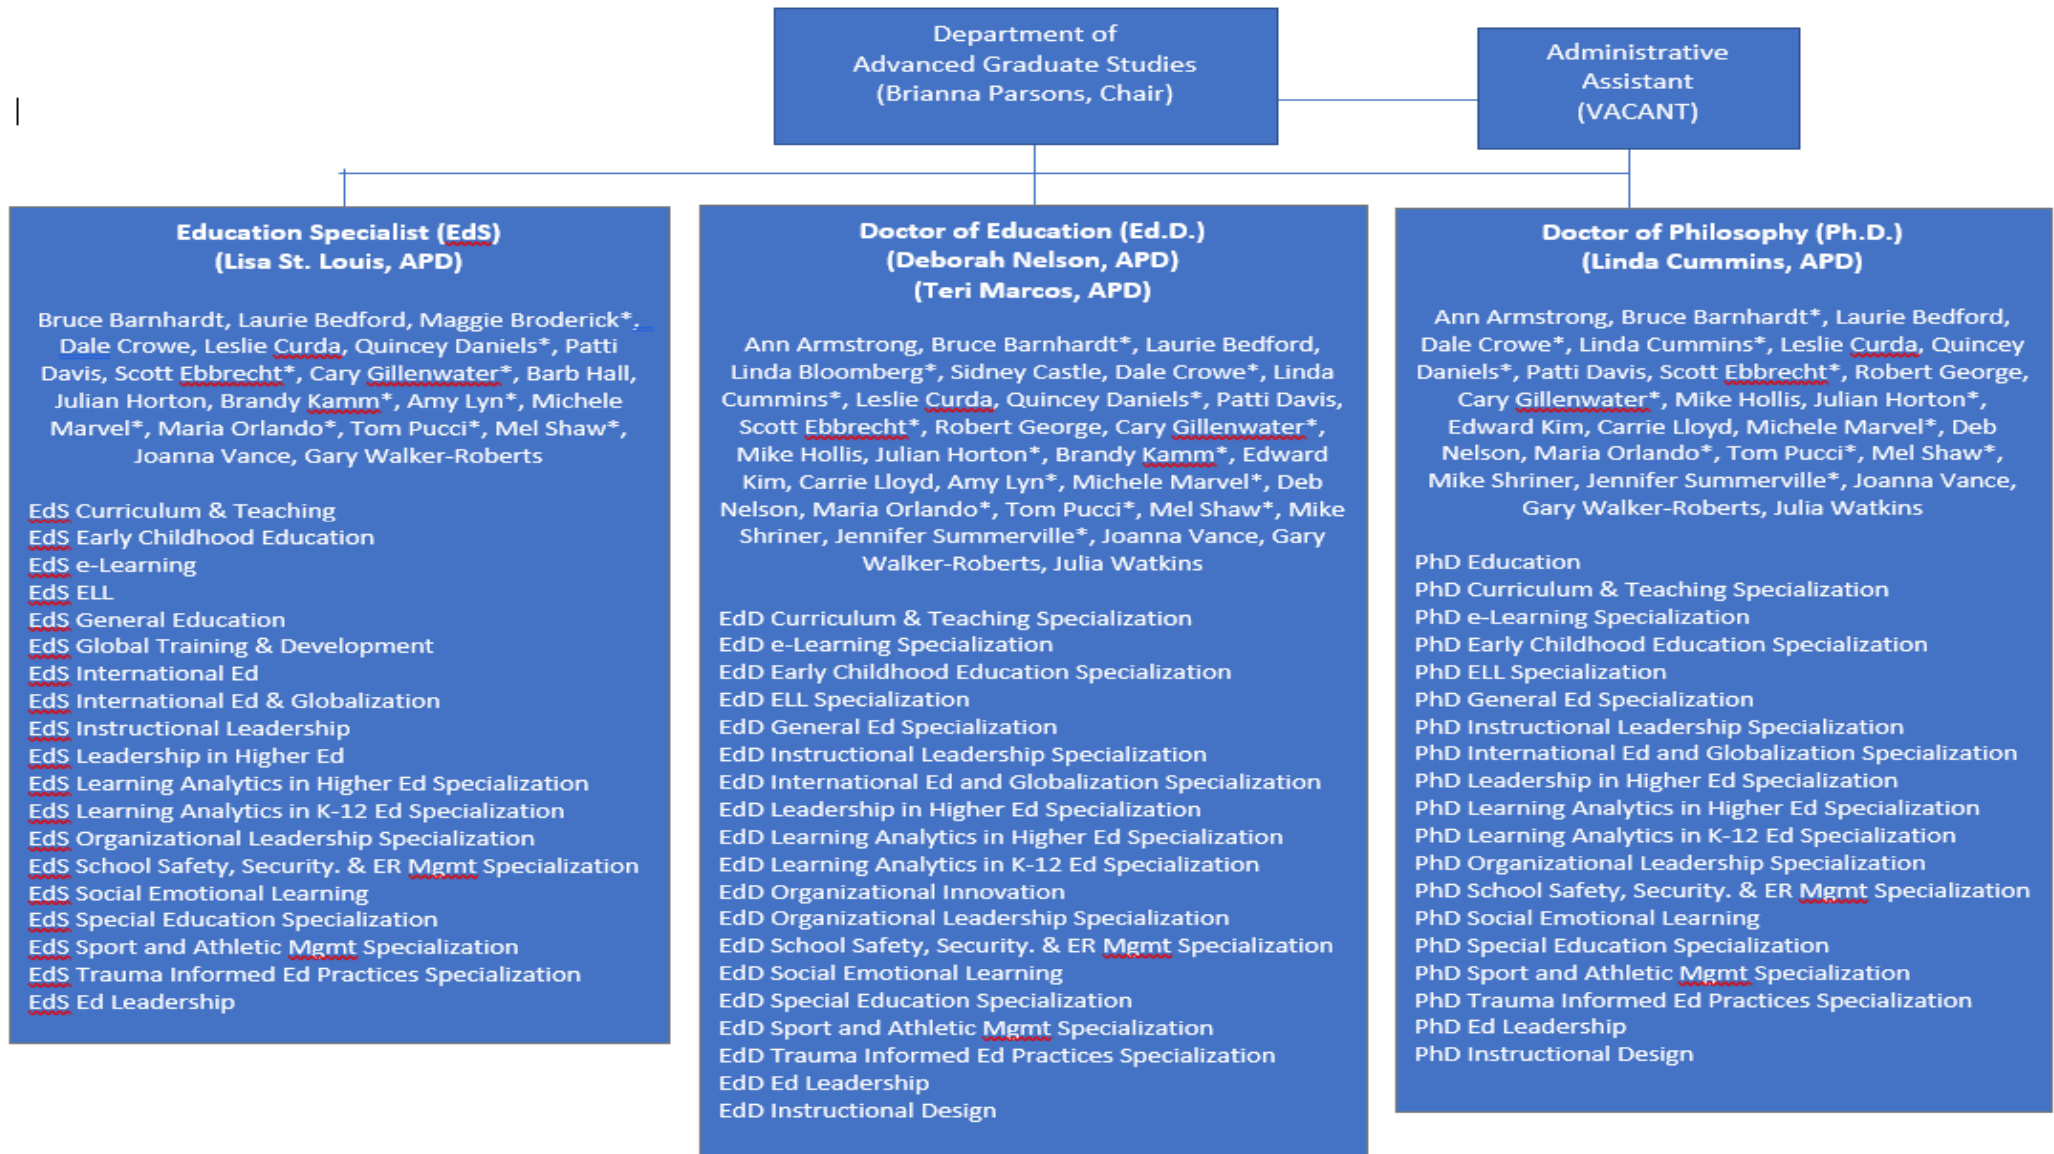 Department of
Advanced Graduate Studies
(Brianna Parsons, Chair)
Administrative
Assistant
(VACANT)
Education Specialist (EdS)
(Lisa St. Louis, APD)
Bruce Barnhardt, Laurie Bedford, Maggie Broderick*,
Dale Crowe, Leslie Curda, Quincey Daniels*, Patti
Davis, Scott Ebbrecht*, Cary Gillenwater*, Barb Hall,
Julian Horton, Brandy Kamm*, Amy Lyn*, Michele
Marvel*, Maria Orlando*, Tom Pucci*, Mel Shaw*,
Joanna Vance, Gary Walker-Roberts
EdS Curriculum & Teaching
EdS Early Childhood Education
EdS e-Learning
EdS ELL
EdS General Education
EdS Global Training & Development
EdS International Ed
EdS International Ed & Globalization
EdS Instructional Leadership
EdS Leadership in Higher Ed
EdS Learning Analytics in Higher Ed Specialization
EdS Learning Analytics in K-12 Ed Specialization
EdS Organizational Leadership Specialization
EdS School Safety, Security. & ER Mgmt Specialization
EdS Social Emotional Learning
EdS Special Education Specialization
EdS Sport and Athletic Mgmt Specialization
EdS Trauma Informed Ed Practices Specialization
EdS Ed Leadership
Doctor of Education (Ed.D.)
(Deborah Nelson, APD)
(Teri Marcos, APD)
Ann Armstrong, Bruce Barnhardt*, Laurie Bedford,
Linda Bloomberg*, Sidney Castle, Dale Crowe*, Linda
Cummins*, Leslie Curda, Quincey Daniels*, Patti Davis,
Scott Ebbrecht*, Robert George, Cary Gillenwater*,
Mike Hollis, Julian Horton*, Brandy Kamm*, Edward
Kim, Carrie Lloyd, Amy Lyn*, Michele Marvel*, Deb
Nelson, Maria Orlando*, Tom Pucci*, Mel Shaw*, Mike
Shriner, Jennifer Summerville*, Joanna Vance, Gary
Walker-Roberts, Julia Watkins
EdD Curriculum & Teaching Specialization
EdD e-Learning Specialization
EdD Early Childhood Education Specialization
EdD ELL Specialization
EdD General Ed Specialization
EdD Instructional Leadership Specialization
EdD International Ed and Globalization Specialization
EdD Leadership in Higher Ed Specialization
EdD Learning Analytics in Higher Ed Specialization
EdD Learning Analytics in K-12 Ed Specialization
EdD Organizational Innovation
EdD Organizational Leadership Specialization
EdD School Safety, Security. & ER Mgmt Specialization
EdD Social Emotional Learning
EdD Special Education Specialization
EdD Sport and Athletic Mgmt Specialization
EdD Trauma Informed Ed Practices Specialization
EdD Ed Leadership
EdD Instructional Design
Doctor of Philosophy (Ph.D.)
(Linda Cummins, APD)
Ann Armstrong, Bruce Barnhardt*, Laurie Bedford,
Dale Crowe*, Linda Cummins*, Leslie Curda, Quincey
Daniels*, Patti Davis, Scott Ebbrecht*, Robert George,
Cary Gillenwater*, Mike Hollis, Julian Horton*,
Edward Kim, Carrie Lloyd, Michele Marvel*, Deb
Nelson, Maria Orlando*, Tom Pucci*, Mel Shaw*,
Mike Shriner, Jennifer Summerville*, Joanna Vance,
Gary Walker-Roberts, Julia Watkins
PhD Education
PhD Curriculum & Teaching Specialization
PhD e-Learning Specialization
PhD Early Childhood Education Specialization
PhD ELL Specialization
PhD General Ed Specialization
PhD Instructional Leadership Specialization
PhD International Ed and Globalization Specialization
PhD Leadership in Higher Ed Specialization
PhD Learning Analytics in Higher Ed Specialization
PhD Learning Analytics in K-12 Ed Specialization
PhD Organizational Leadership Specialization
PhD School Safety, Security. & ER Mgmt Specialization
PhD Social Emotional Learning
PhD Special Education Specialization
PhD Sport and Athletic Mgmt Specialization
PhD Trauma Informed Ed Practices Specialization
PhD Ed Leadership
PhD Instructional Design